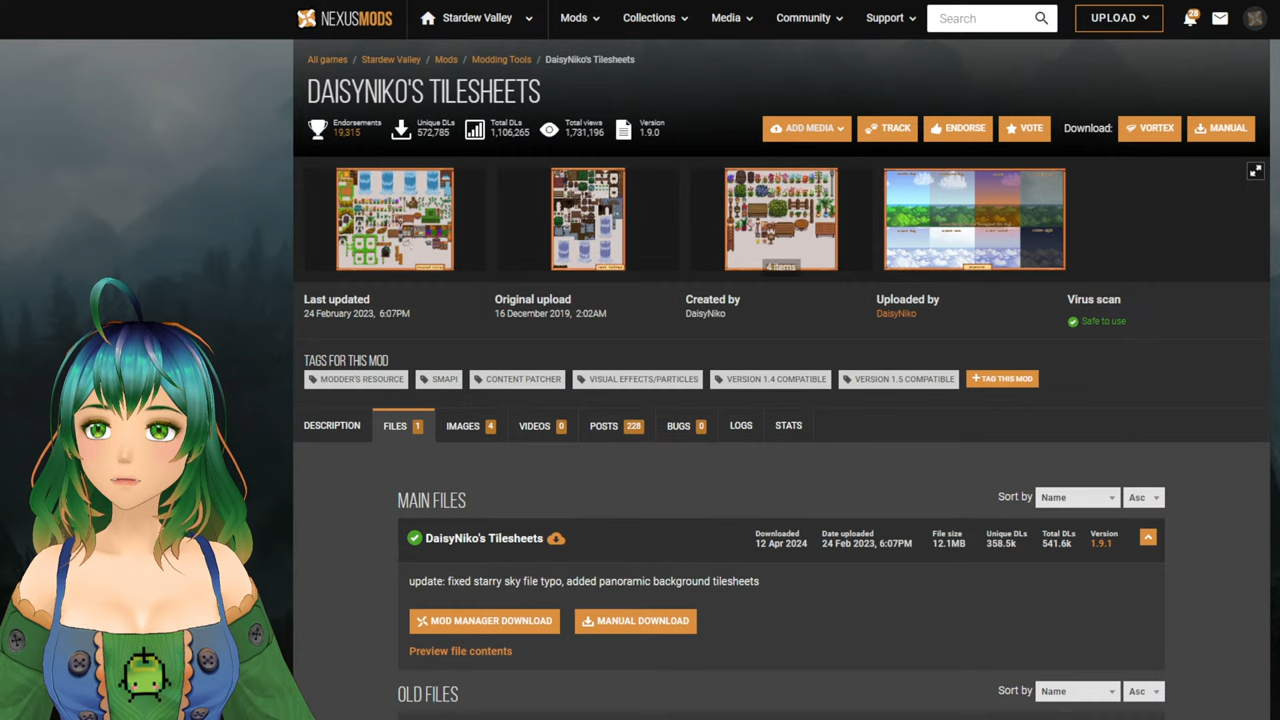 NEXUSMODS Stardew Valley Mods Collections Media Community Support Search UPLOAD 28
All games / Stardew Valley / Mods / Modding Tools / DaisyNiko's Tilesheets
DAISYNIKO'S TILESHEETS
Endorsements Unique DLs Total DLs Total views Version
19,315 572,785 1,106,265 1,731,196 1.9.0
ADD MEDIA TRACK ENDORSE VOTE Download: VORTEX MANUAL
4 items
Last updated Original upload Created by Uploaded by Virus scan
24 February 2023, 6:07PM 16 December 2019, 2:02AM DaisyNiko DaisyNiko Safe to use
TAGS FOR THIS MOD
MODDER'S RESOURCE SMAPI CONTENT PATCHER VISUAL EFFECTS/PARTICLES VERSION 1.4 COMPATIBLE VERSION 1.5 COMPATIBLE + TAG THIS MOD
DESCRIPTION FILES 1 IMAGES 4 VIDEOS 0 POSTS 228 BUGS 0 LOGS STATS
MAIN FILES Sort by Name Asc
DaisyNiko's Tilesheets
Downloaded Date uploaded File size Unique DLs Total DLs Version
12 Apr 2024 24 Feb 2023, 6:07PM 12.1MB 358.5k 541.6k 1.9.1
update: fixed starry sky file typo, added panoramic background tilesheets
MOD MANAGER DOWNLOAD MANUAL DOWNLOAD
Preview file contents
OLD FILES Sort by Name Asc